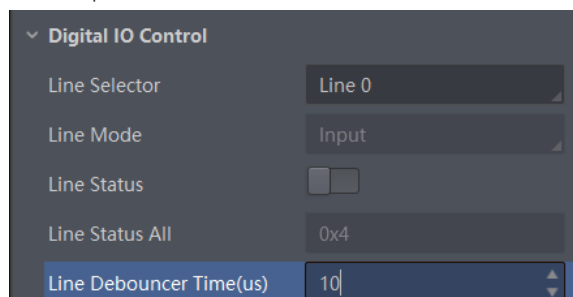 Digital IO Control
Line Selector Line 0
Line Mode Input
Line Status
Line Status All 0x4
Line Debouncer Time(us) 10